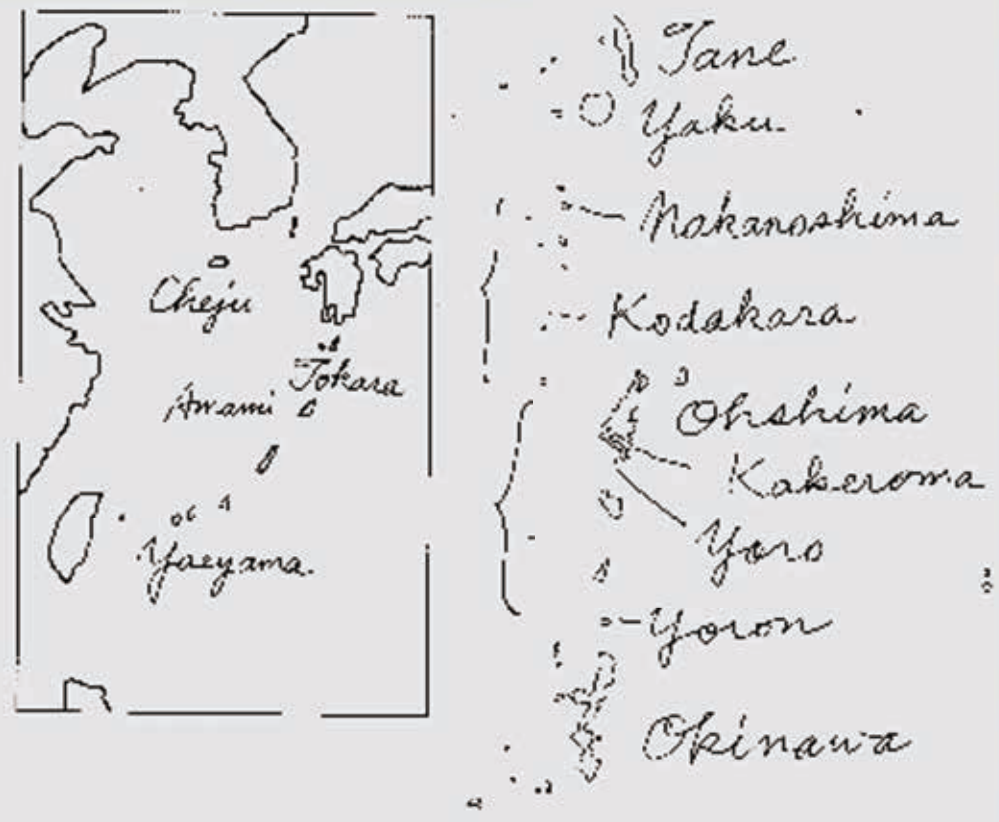 Cheju
Tokara
Amami
Yaeyama
Tane
Yaku
Nakanoshima
Kodakara
Ohshima
Kakeroma
Yoro
Yoron
Okinawa